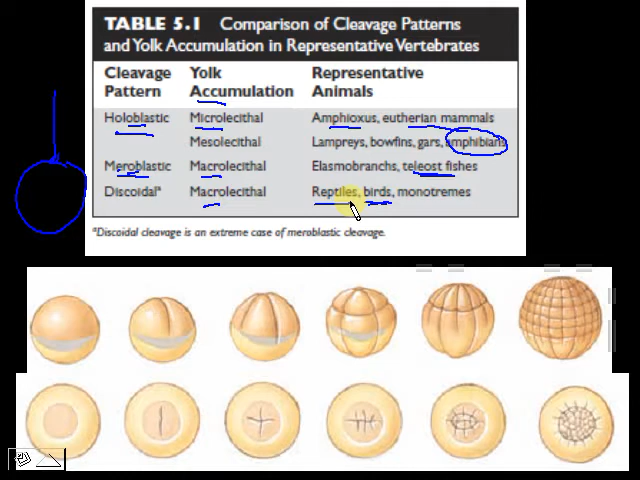 TABLE 5.1 Comparison of Cleavage Patterns
and Yolk Accumulation in Representative Vertebrates
Cleavage Yolk Representative
Pattern Accumulation Animals
Holoblastic Microlecithal Amphioxus, eutherian mammals
Mesolecithal Lampreys, bowfins, gars, amphibians
Meroblastic Macrolecithal Elasmobranchs, teleost fishes
Discoidalᵃ Macrolecithal Reptiles, birds, monotremes
ᵃDiscoidal cleavage is an extreme case of meroblastic cleavage.